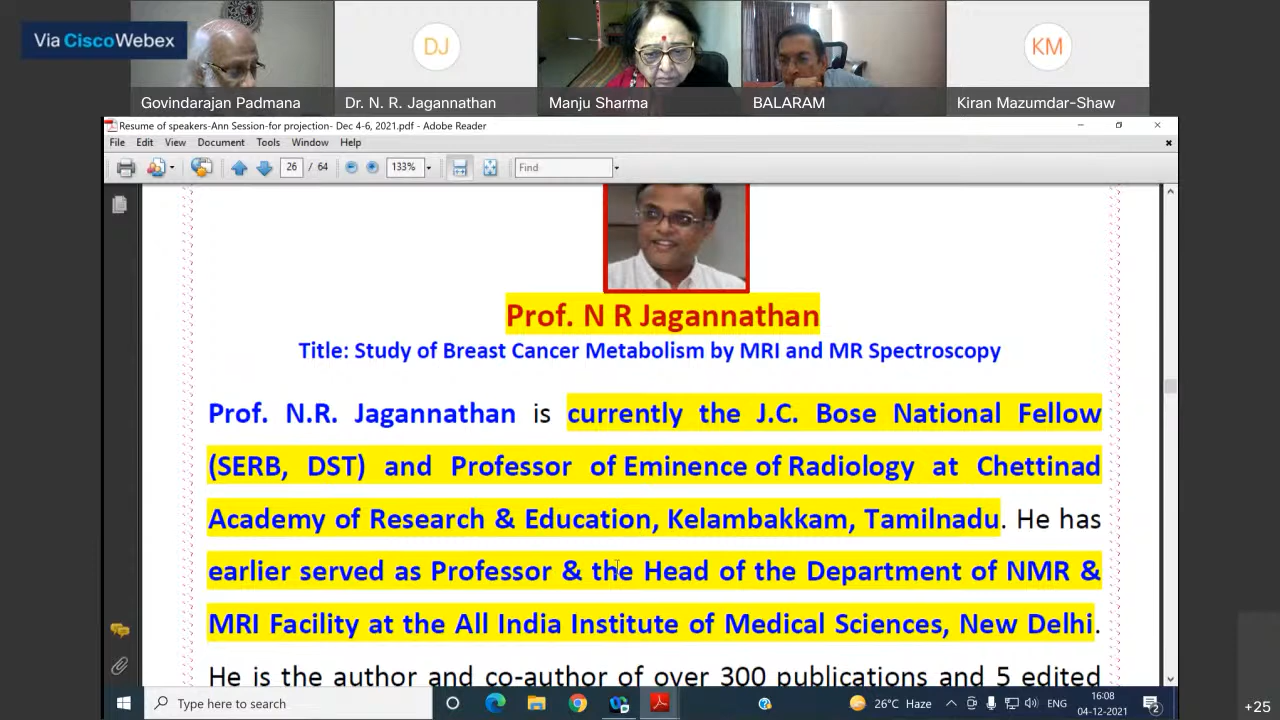 Via Cisco Webex
DJ
KM
Govindarajan Padmana
Dr. N. R. Jagannathan
Manju Sharma
BALARAM
Kiran Mazumdar-Shaw
Resume of speakers-Ann Session-for projection- Dec 4-6, 2021.pdf - Adobe Reader
File Edit View Document Tools Window Help
26 / 64 133% Find
Prof. N R Jagannathan
Title: Study of Breast Cancer Metabolism by MRI and MR Spectroscopy
Prof. N.R. Jagannathan is currently the J.C. Bose National Fellow
(SERB, DST) and Professor of Eminence of Radiology at Chettinad
Academy of Research & Education, Kelambakkam, Tamilnadu. He has
earlier served as Professor & the Head of the Department of NMR &
MRI Facility at the All India Institute of Medical Sciences, New Delhi.
He is the author and co-author of over 300 publications and 5 edited
Type here to search
26°C Haze
ENG
16:08
04-12-2021
2
+25